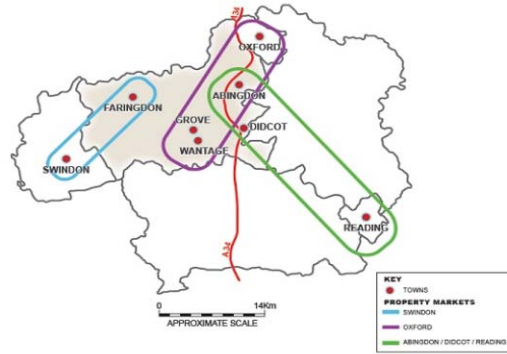 A34
OXFORD
FARINGDON
ABINGDON
GROVE
DIDCOT
WANTAGE
SWINDON
READING
A34
0 14Km
APPROXIMATE SCALE
KEY
TOWNS
PROPERTY MARKETS
SWINDON
OXFORD
ABINGDON / DIDCOT / READING